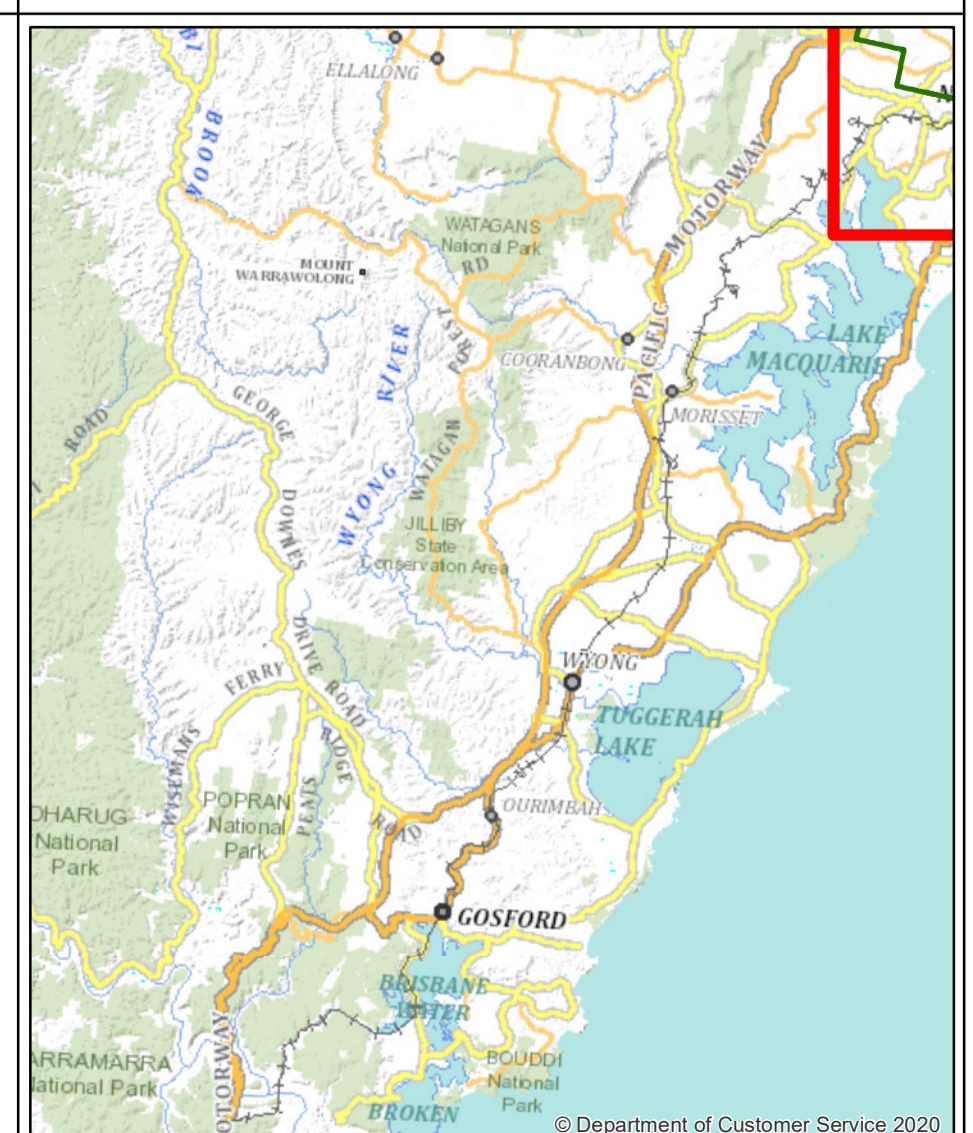 ELLALONG
BROOK
N
MOTORWAY
WATAGANS
National Park
RD
MOUNT
WARRAWOLONG
FOREST
RIVER
PACIFIC
LAKE
MACQUARIE
COORANBONG
MORISSET
GEORGE
ROAD
WATAGAN
WYONG
DOWNES
JILLIBY
State
Conservation Area
DRIVE
WYONG
FERRY
ROAD
TUGGERAH
LAKE
WISEMANS
RIDGE
PEATS
OURIMBAH
DHARUG
National
Park
POPRAN
National
Park
ROAD
GOSFORD
BRISBANE
WATER
ARRAMARRA
National Park
OTORWAY
BOUDDI
National
Park
BROKEN
© Department of Customer Service 2020